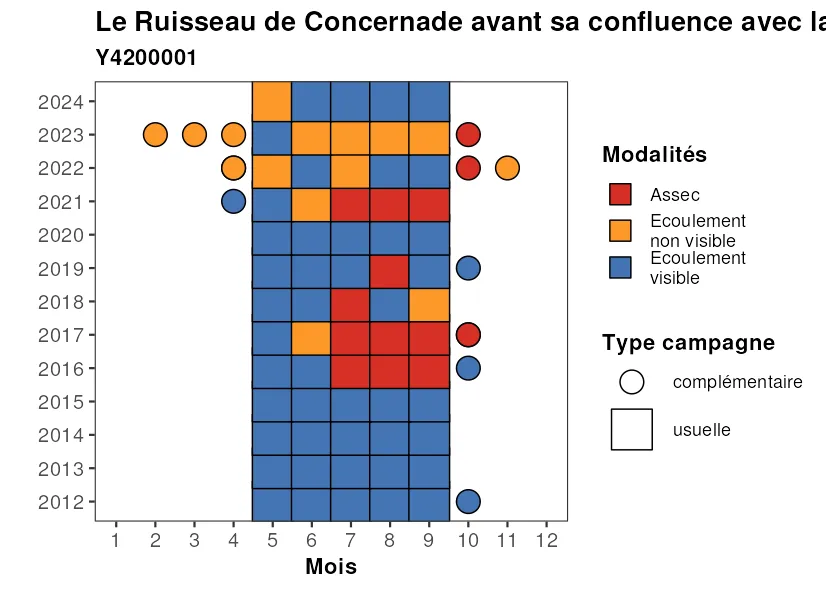 Le Ruisseau de Concernade avant sa confluence avec la
Y4200001
2024
2023
2022
2021
2020
2019
2018
2017
2016
2015
2014
2013
2012
1 2 3 4 5 6 7 8 9 10 11 12
Mois
Modalités
Assec
Ecoulement
non visible
Ecoulement
visible
Type campagne
complémentaire
usuelle